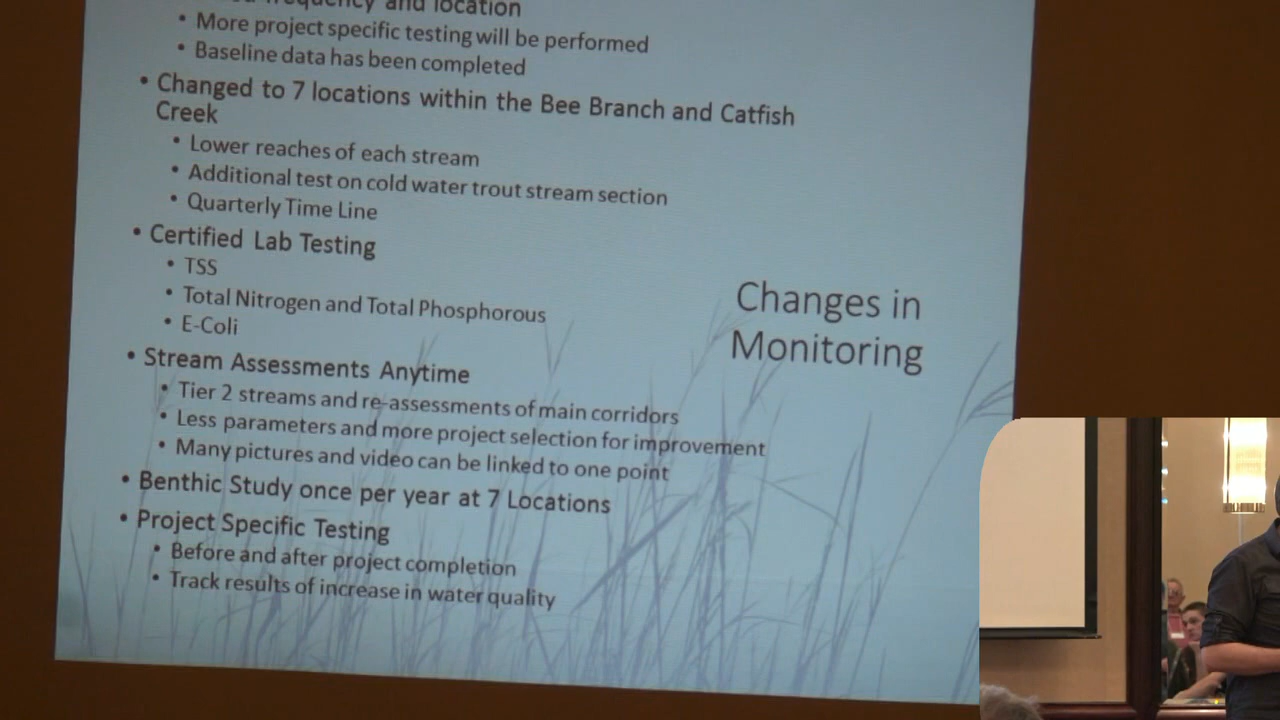 frequency and location
• More project specific testing will be performed
• Baseline data has been completed
• Changed to 7 locations within the Bee Branch and Catfish
Creek
• Lower reaches of each stream
• Additional test on cold water trout stream section
• Quarterly Time Line
• Certified Lab Testing
• TSS
• Total Nitrogen and Total Phosphorous
• E-Coli
• Stream Assessments Anytime
• Tier 2 streams and re-assessments of main corridors
• Less parameters and more project selection for improvement
• Many pictures and video can be linked to one point
• Benthic Study once per year at 7 Locations
• Project Specific Testing
• Before and after project completion
• Track results of increase in water quality
Changes in
Monitoring